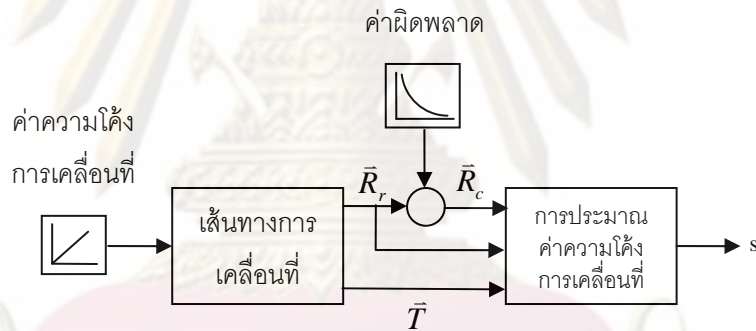 ค่าผิดพลาด
ค่าความโค้ง
การเคลื่อนที่
R̄r
R̄c
เส้นทางการ
เคลื่อนที่
การประมาณ
ค่าความโค้ง
การเคลื่อนที่
s
T̄